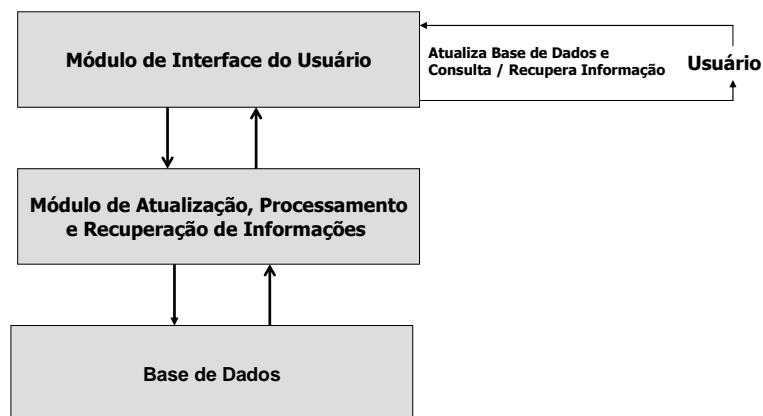 Módulo de Interface do Usuário
Atualiza Base de Dados e
Consulta / Recupera Informação
Usuário
Módulo de Atualização, Processamento
e Recuperação de Informações
Base de Dados